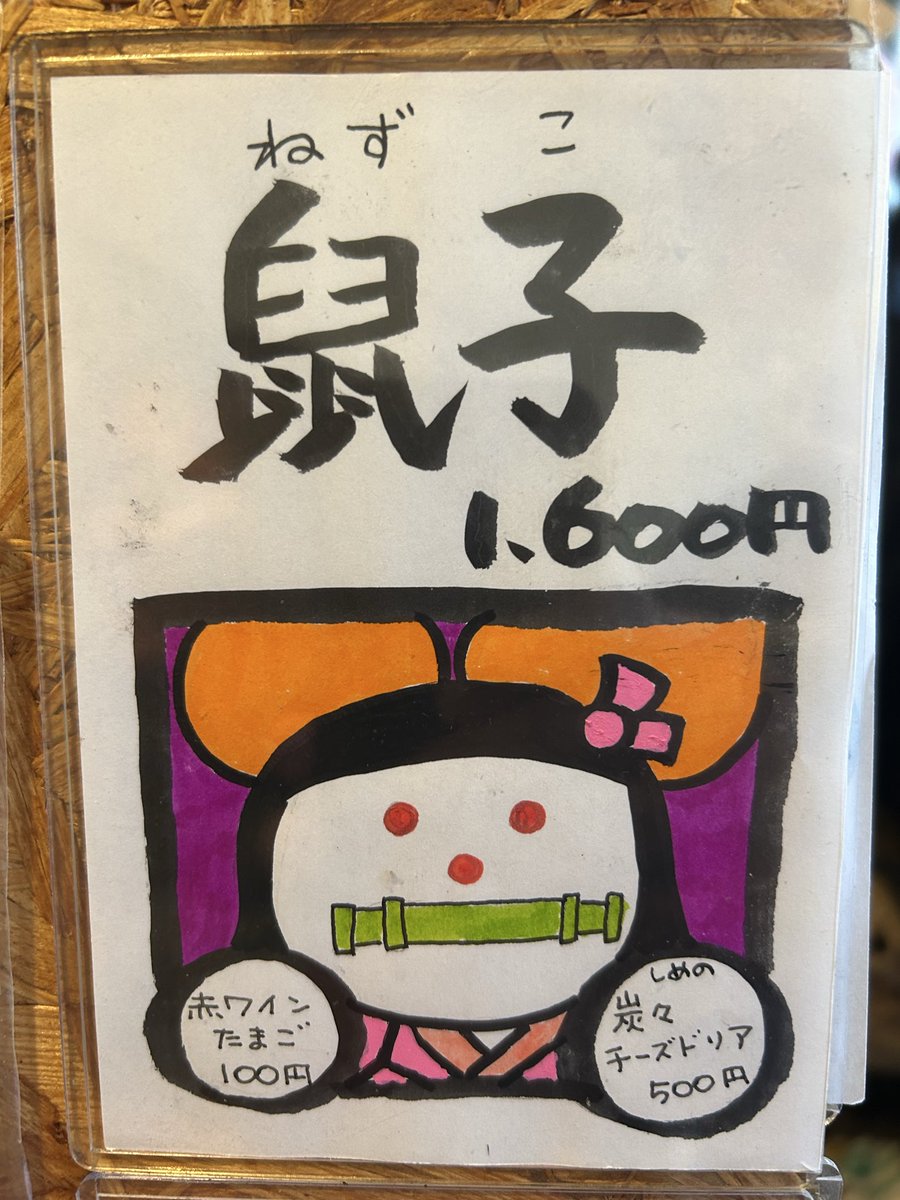 ねずこ
鼠子
1,600円
赤ワイン
たまご
100円
しめの
炭々
チーズドリア
500円